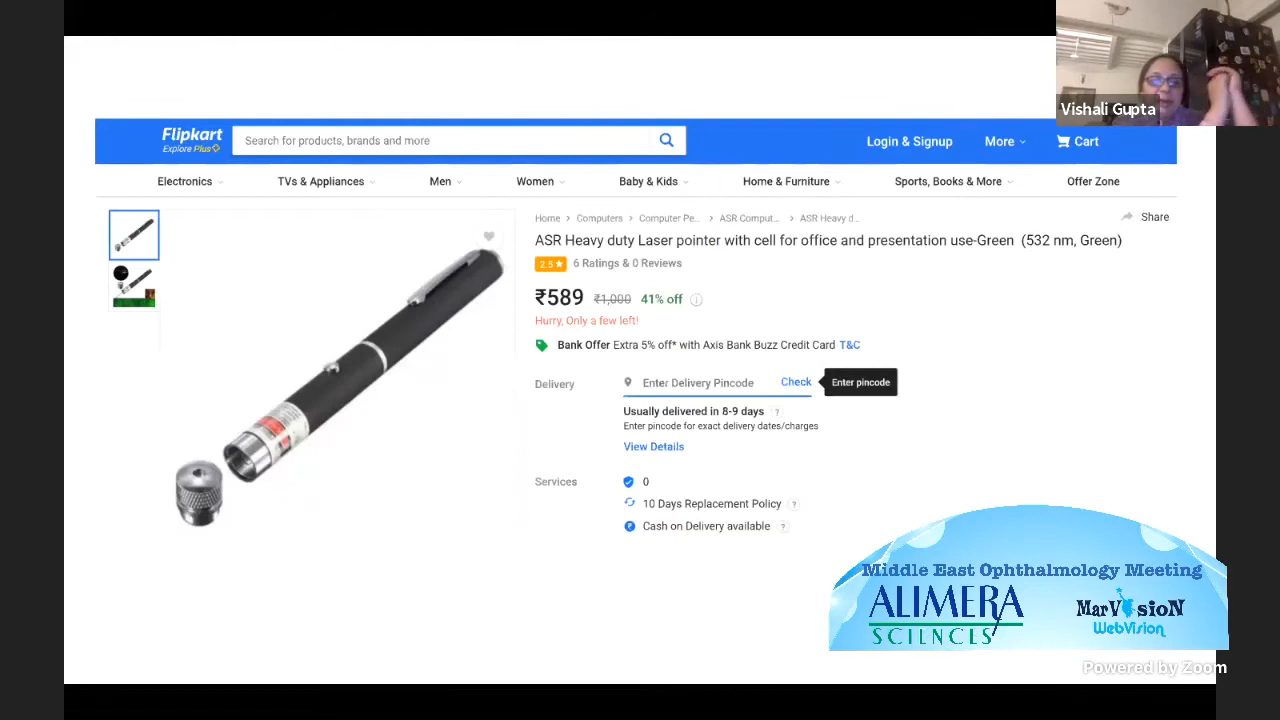 Vishali Gupta
Flipkart
Explore Plus
Search for products, brands and more
Login & Signup
More
Cart
Electronics
TVs & Appliances
Men
Women
Baby & Kids
Home & Furniture
Sports, Books & More
Offer Zone
Home
Computers
Computer Pe...
ASR Comput...
ASR Heavy d...
Share
ASR Heavy duty Laser pointer with cell for office and presentation use-Green (532 nm, Green)
2.5★ 6 Ratings & 0 Reviews
₹589 ₹1,000 41% off
Hurry, Only a few left!
Bank Offer Extra 5% off* with Axis Bank Buzz Credit Card T&C
Delivery
Enter Delivery Pincode
Check
Enter pincode
Usually delivered in 8-9 days ?
Enter pincode for exact delivery dates/charges
View Details
Services
0
10 Days Replacement Policy ?
Cash on Delivery available ?
Middle East Ophthalmology Meeting
ALIMERA
SCIENCES
MarVision
WebVision
Powered by Zoom